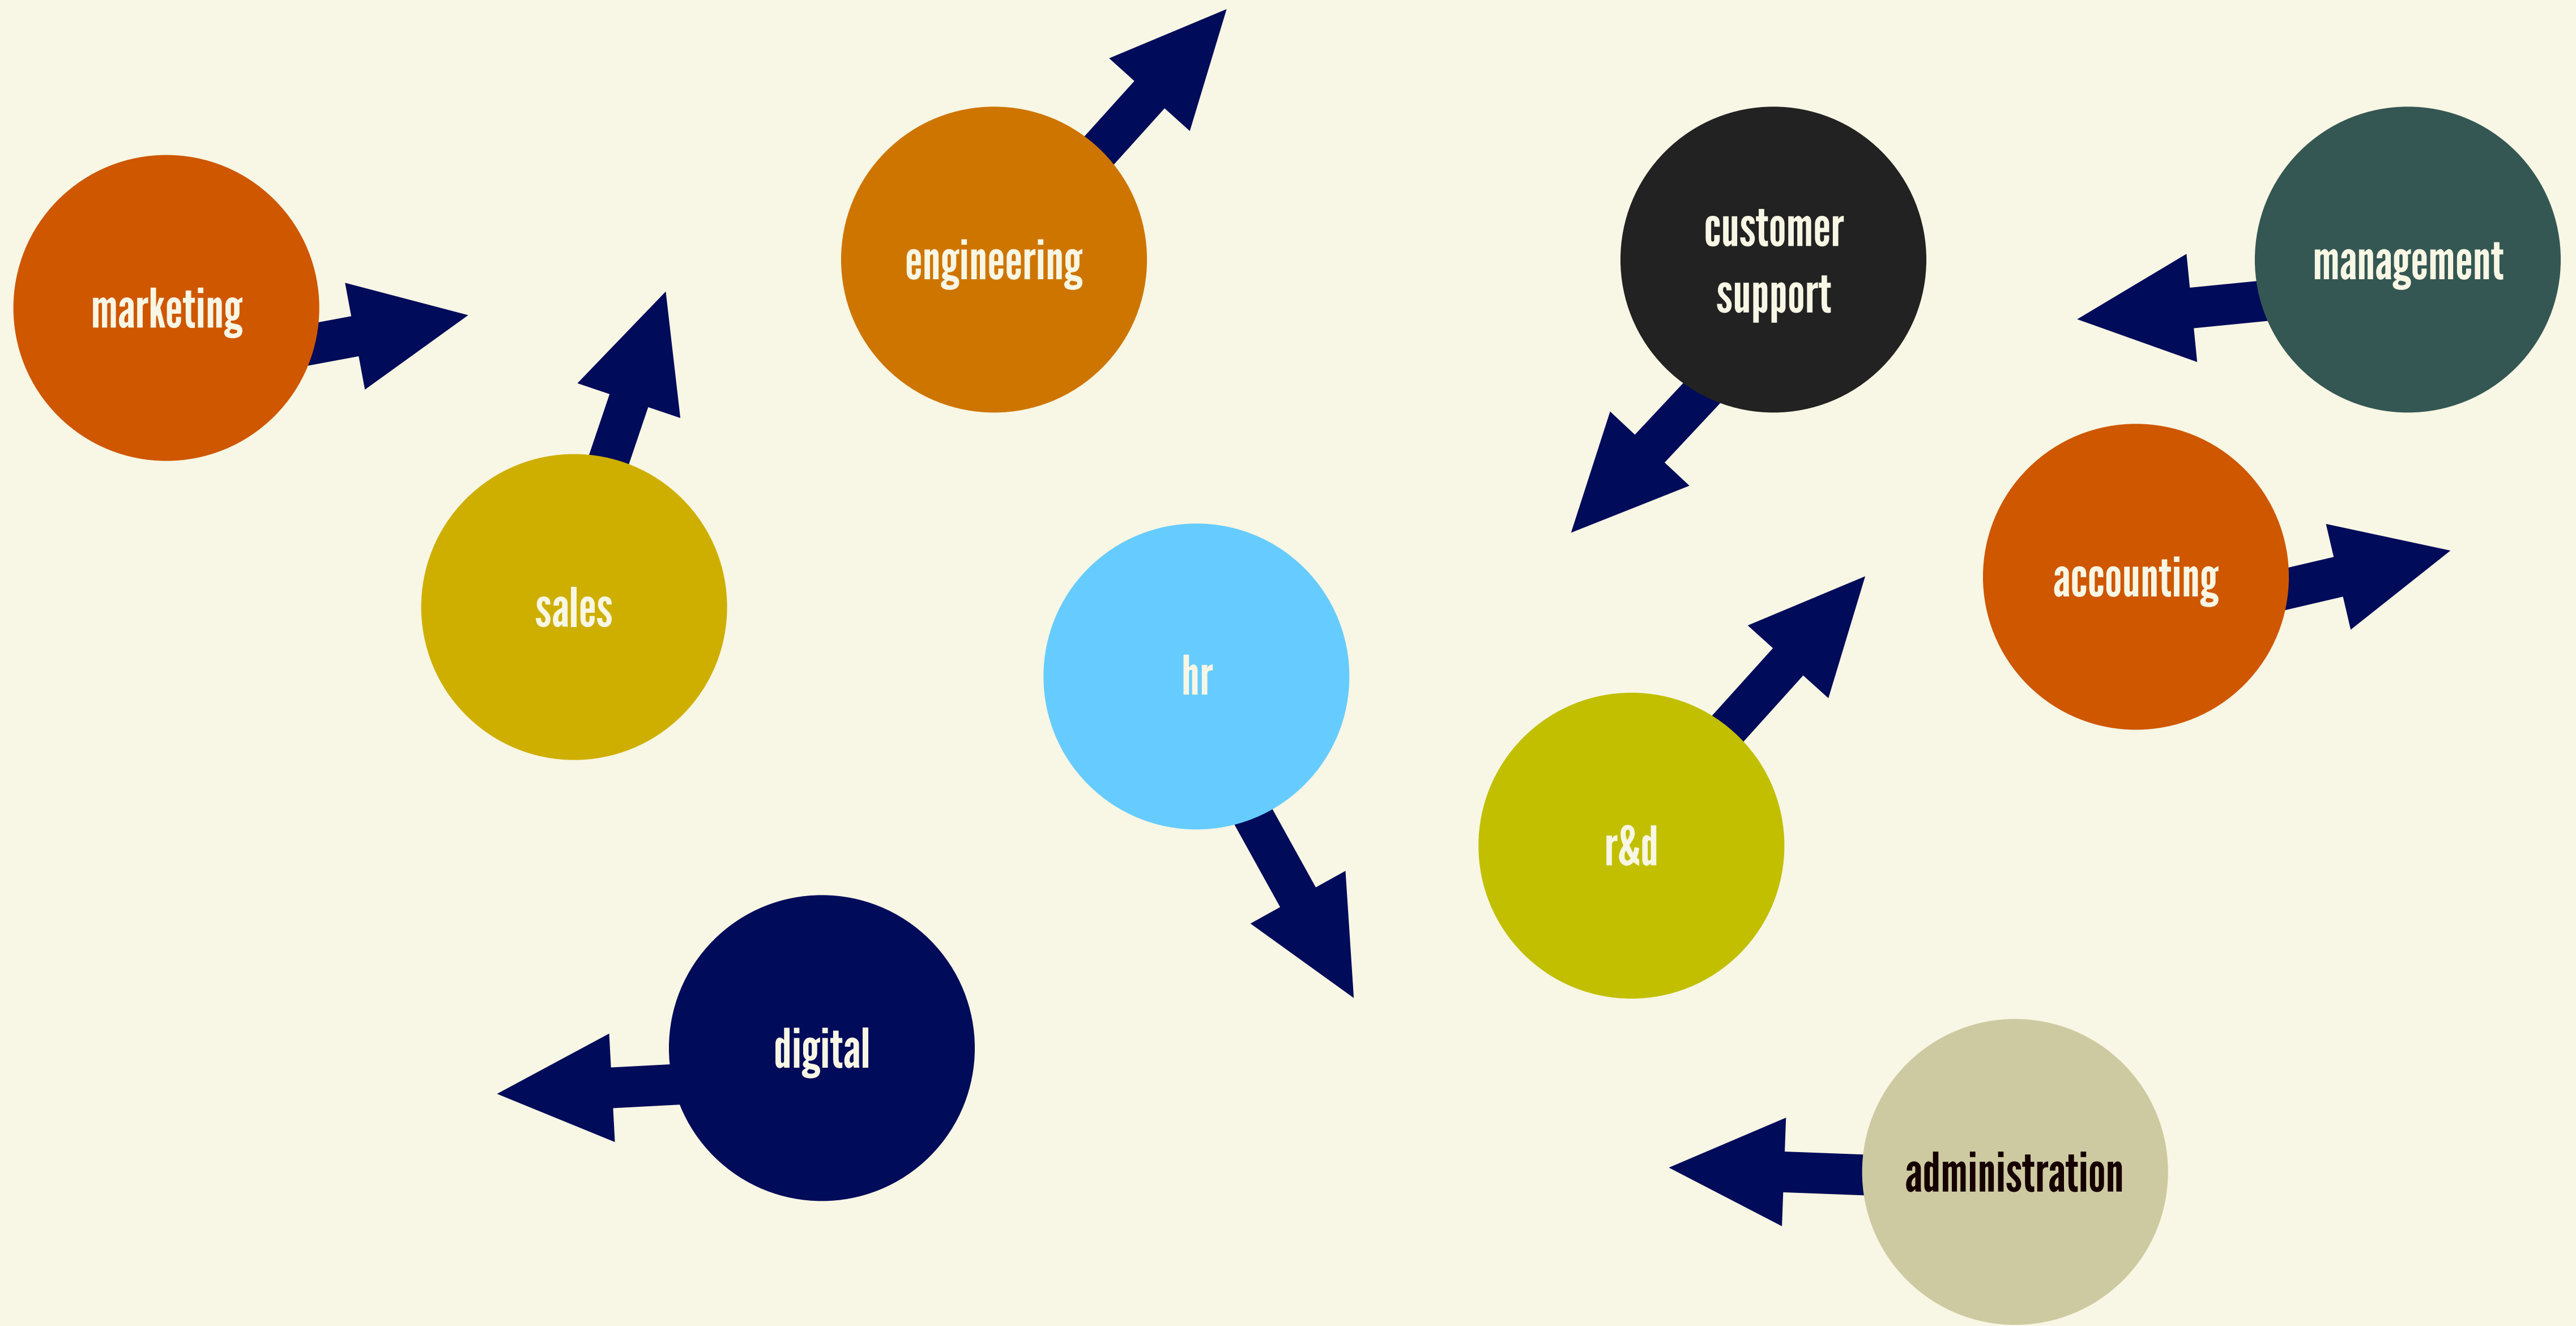 marketing
engineering
customer
support
management
sales
hr
accounting
r&d
digital
administration